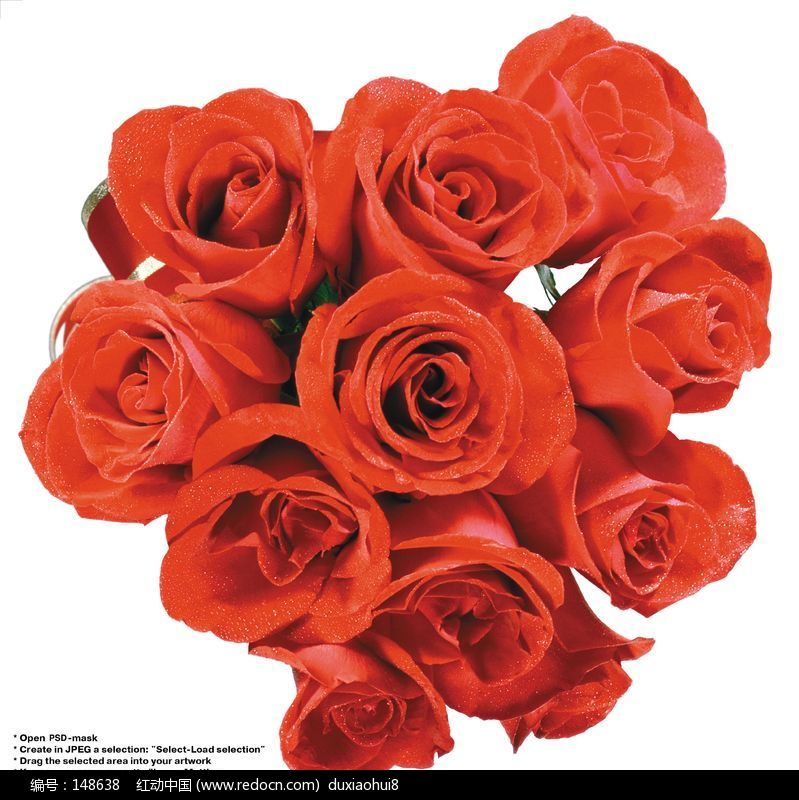 * Open PSD-mask
* Create in JPEG a selection: "Select-Load selection"
* Drag the selected area into your artwork
编号：148638 红动中国 (www.redocn.com) duxiaohui8